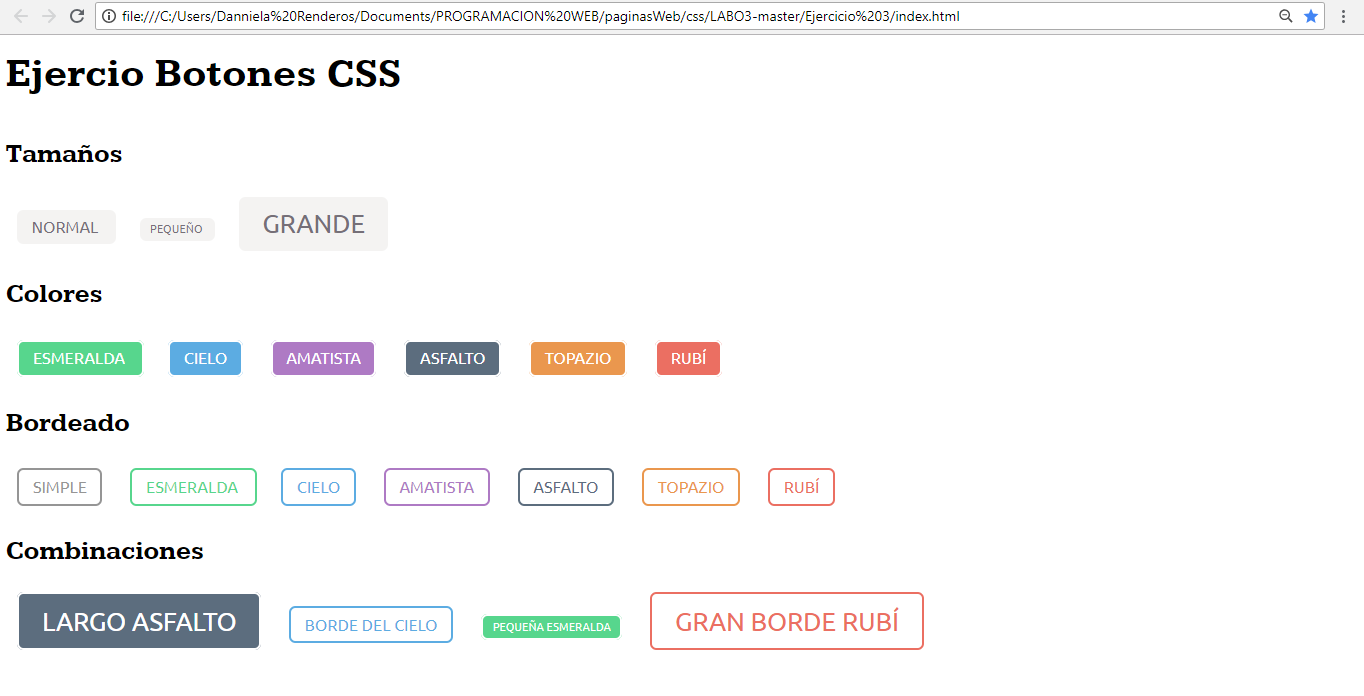 file:///C:/Users/Danniela%20Renderos/Documents/PROGRAMACION%20WEB/paginasWeb/css/LABO3-master/Ejercicio%203/index.html
Ejercio Botones CSS
Tamaños
NORMAL PEQUEÑO GRANDE
Colores
ESMERALDA CIELO AMATISTA ASFALTO TOPAZIO RUBÍ
Bordeado
SIMPLE ESMERALDA CIELO AMATISTA ASFALTO TOPAZIO RUBÍ
Combinaciones
LARGO ASFALTO BORDE DEL CIELO PEQUEÑA ESMERALDA GRAN BORDE RUBÍ